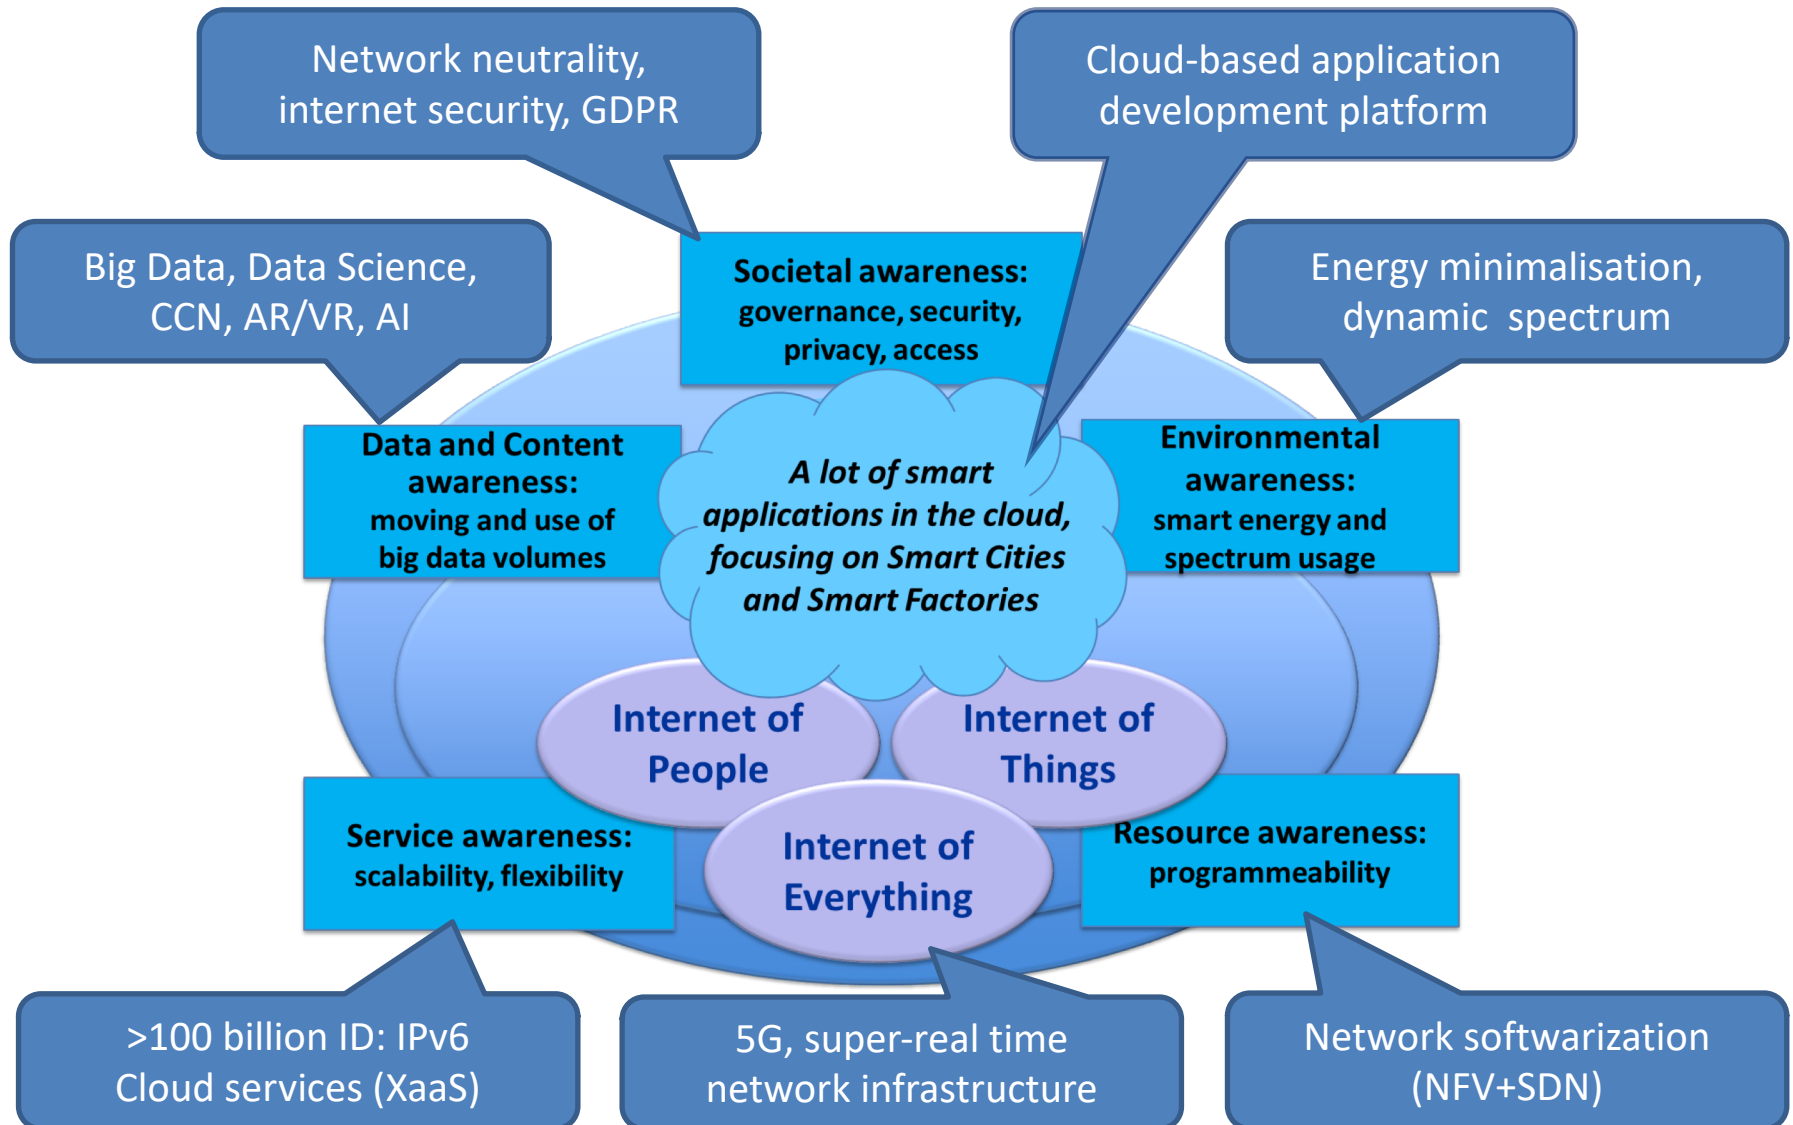 Network neutrality,
internet security, GDPR
Cloud-based application
development platform
Big Data, Data Science,
CCN, AR/VR, AI
Societal awareness:
governance, security,
privacy, access
Energy minimalisation,
dynamic spectrum
Data and Content
awareness:
moving and use of
big data volumes
A lot of smart
applications in the cloud,
focusing on Smart Cities
and Smart Factories
Environmental
awareness:
smart energy and
spectrum usage
Internet of
People
Internet of
Things
Service awareness:
scalability, flexibility
Internet of
Everything
Resource awareness:
programmeability
>100 billion ID: IPv6
Cloud services (XaaS)
5G, super-real time
network infrastructure
Network softwarization
(NFV+SDN)